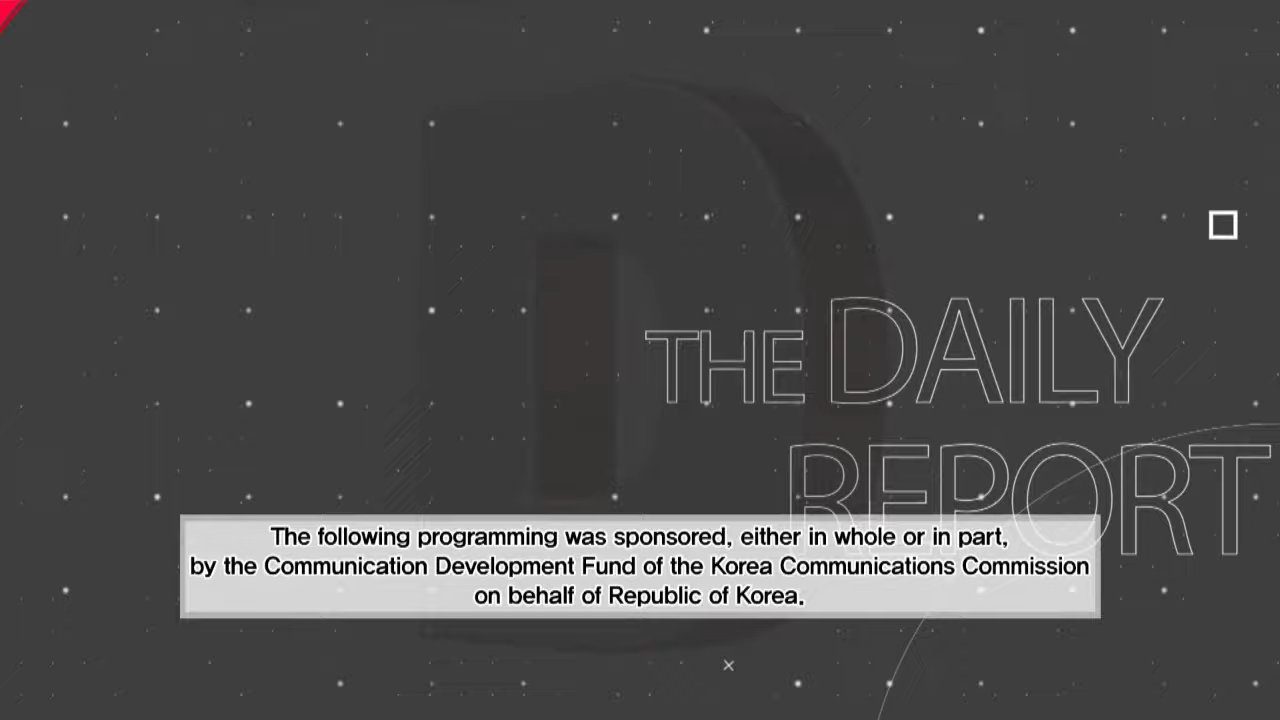 THE DAILY
REPORT
The following programming was sponsored, either in whole or in part,
by the Communication Development Fund of the Korea Communications Commission
on behalf of Republic of Korea.